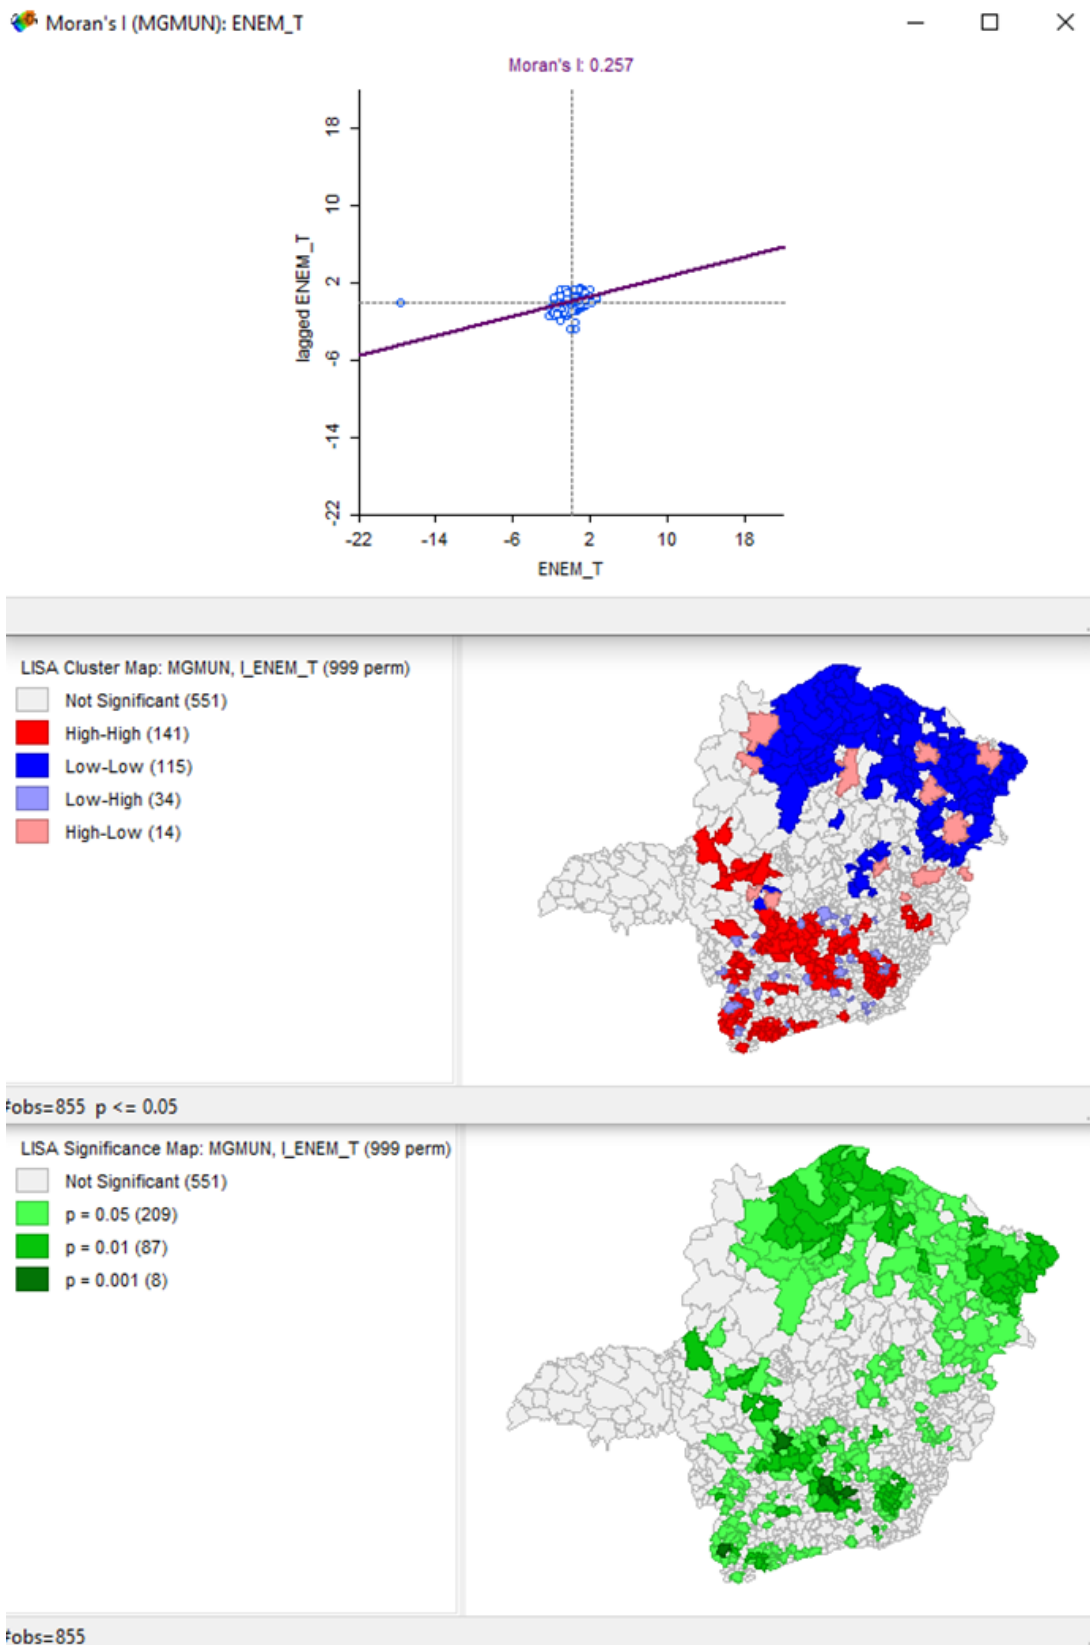 Moran's I (MGMUN): ENEM_T
Moran's I: 0.257
18
10
2
-6
-14
-22
lagged ENEM_T
-22 -14 -6 2 10 18
ENEM_T
LISA Cluster Map: MGMUN, I_ENEM_T (999 perm)
Not Significant (551)
High-High (141)
Low-Low (115)
Low-High (34)
High-Low (14)
#obs=855 p <= 0.05
LISA Significance Map: MGMUN, I_ENEM_T (999 perm)
Not Significant (551)
p = 0.05 (209)
p = 0.01 (87)
p = 0.001 (8)
#obs=855